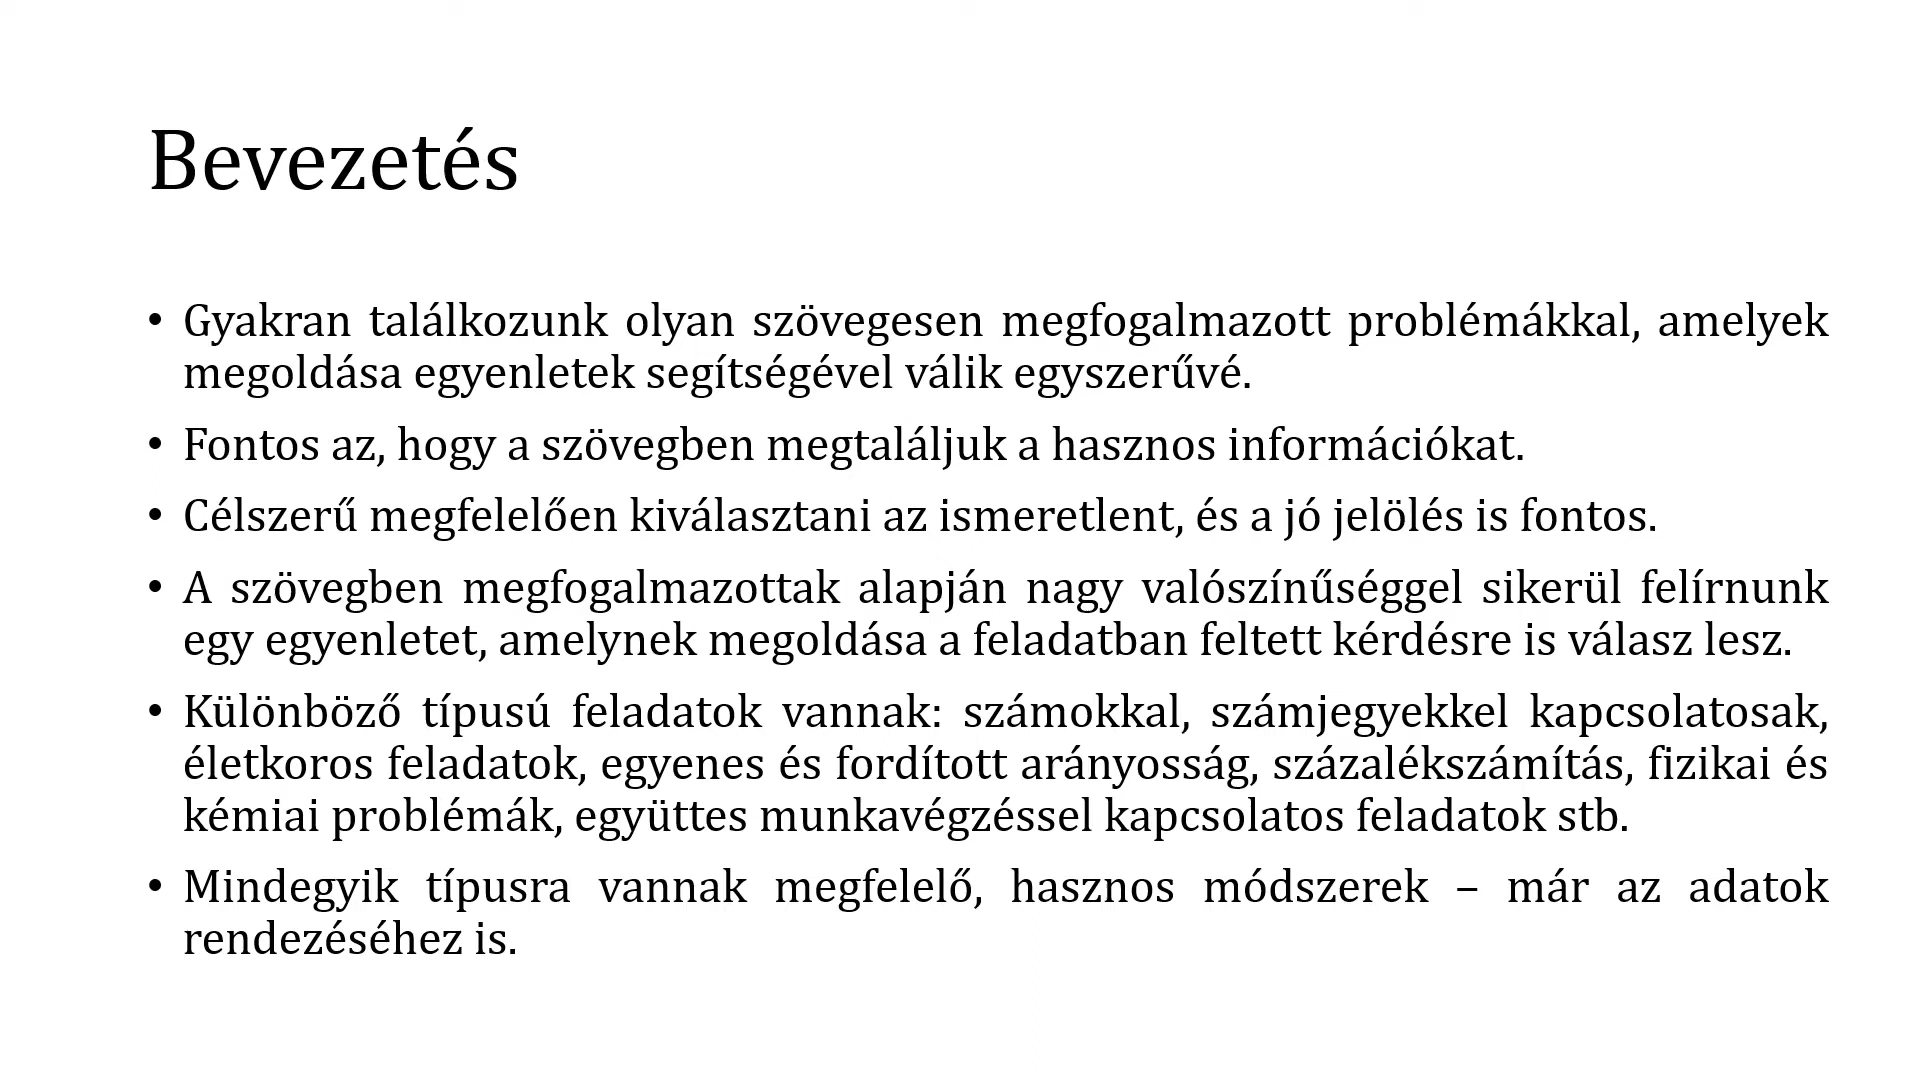 Bevezetés
• Gyakran találkozunk olyan szövegesen megfogalmazott problémákkal, amelyek
megoldása egyenletek segítségével válik egyszerűvé.
• Fontos az, hogy a szövegben megtaláljuk a hasznos információkat.
• Célszerű megfelelően kiválasztani az ismeretlent, és a jó jelölés is fontos.
• A szövegben megfogalmazottak alapján nagy valószínűséggel sikerül felírnunk
egy egyenletet, amelynek megoldása a feladatban feltett kérdésre is válasz lesz.
• Különböző típusú feladatok vannak: számokkal, számjegyekkel kapcsolatosak,
életkoros feladatok, egyenes és fordított arányosság, százalékszámítás, fizikai és
kémiai problémák, együttes munkavégzéssel kapcsolatos feladatok stb.
• Mindegyik típusra vannak megfelelő, hasznos módszerek – már az adatok
rendezéséhez is.